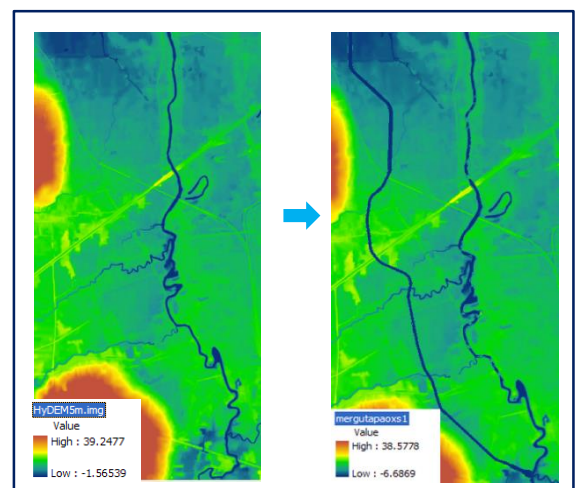 HyDEM5m.img
Value
High : 39.2477
Low : -1.56539
mergutapaoxs1
Value
High : 38.5778
Low : -6.6869